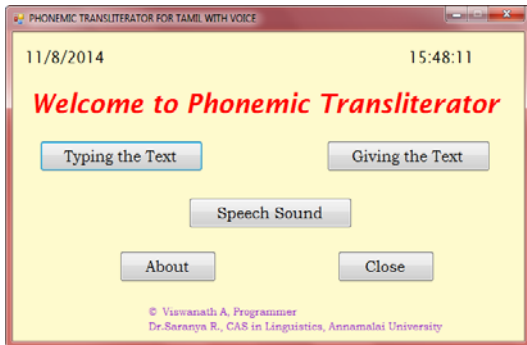 PHONEMIC TRANSLITERATOR FOR TAMIL WITH VOICE
11/8/2014 15:48:11
Welcome to Phonemic Transliterator
Typing the Text Giving the Text
Speech Sound
About Close
© Viswanath A, Programmer
Dr.Saranya R., CAS in Linguistics, Annamalai University